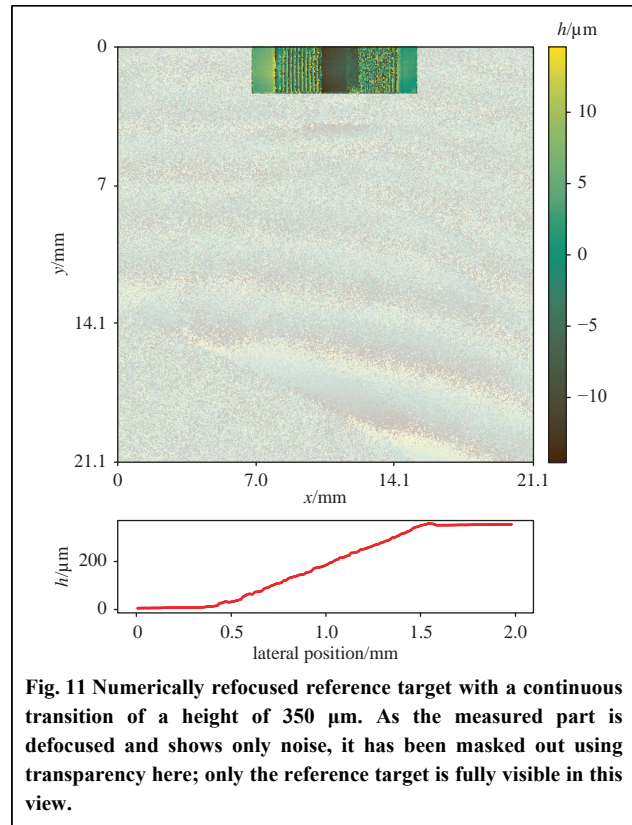 h/µm
0
7
14.1
21.1
y/mm
0
7.0
14.1
21.1
x/mm
10
5
0
−5
−10
200
0
h/µm
0
0.5
1.0
1.5
2.0
lateral position/mm
Fig. 11 Numerically refocused reference target with a continuous
transition of a height of 350 µm. As the measured part is
defocused and shows only noise, it has been masked out using
transparency here; only the reference target is fully visible in this
view.